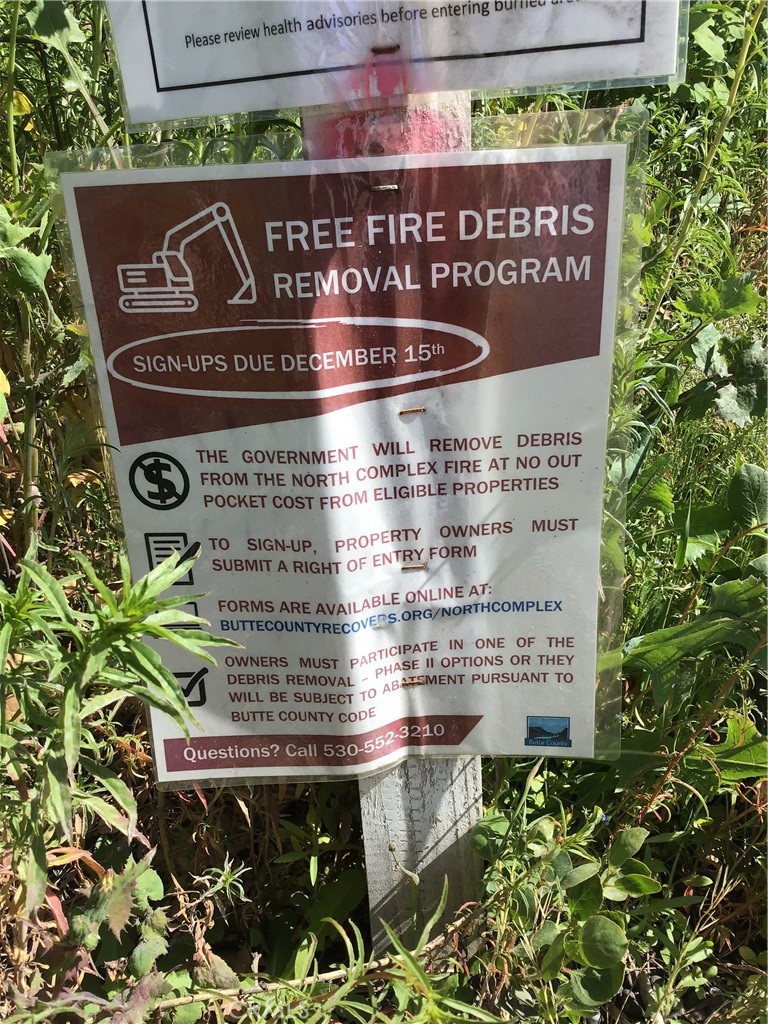 Please review health advisories before entering burned
FREE FIRE DEBRIS
REMOVAL PROGRAM
SIGN-UPS DUE DECEMBER 15th
THE GOVERNMENT WILL REMOVE DEBRIS
FROM THE NORTH COMPLEX FIRE AT NO OUT
POCKET COST FROM ELIGIBLE PROPERTIES
TO SIGN-UP, PROPERTY OWNERS MUST
SUBMIT A RIGHT OF ENTRY FORM
FORMS ARE AVAILABLE ONLINE AT:
BUTTECOUNTYRECOVERS.ORG/NORTHCOMPLEX
OWNERS MUST PARTICIPATE IN ONE OF THE
DEBRIS REMOVAL - PHASE II OPTIONS OR THEY
WILL BE SUBJECT TO ABATEMENT PURSUANT TO
BUTTE COUNTY CODE
Questions? Call 530-552-3210
Butte County
CRMLS